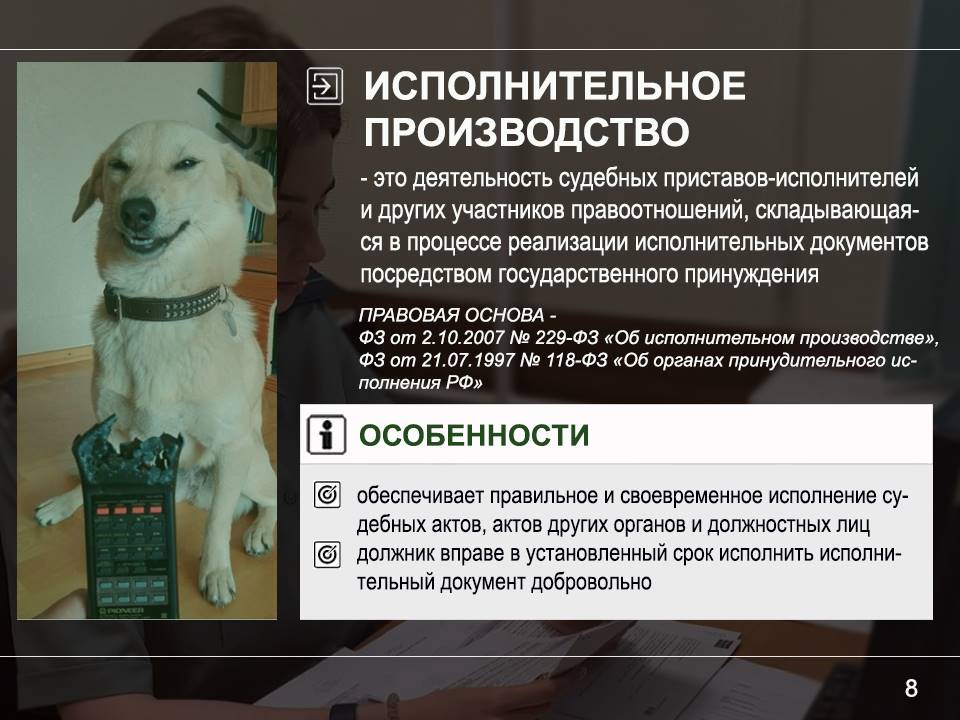 ИСПОЛНИТЕЛЬНОЕ
ПРОИЗВОДСТВО
- это деятельность судебных приставов-исполнителей
и других участников правоотношений, складывающая-
ся в процессе реализации исполнительных документов
посредством государственного принуждения
ПРАВОВАЯ ОСНОВА -
ФЗ от 2.10.2007 № 229-ФЗ «Об исполнительном производстве»,
ФЗ от 21.07.1997 № 118-ФЗ «Об органах принудительного ис-
полнения РФ»
ОСОБЕННОСТИ
обеспечивает правильное и своевременное исполнение су-
дебных актов, актов других органов и должностных лиц
должник вправе в установленный срок исполнить исполни-
тельный документ добровольно
PIONEER
8